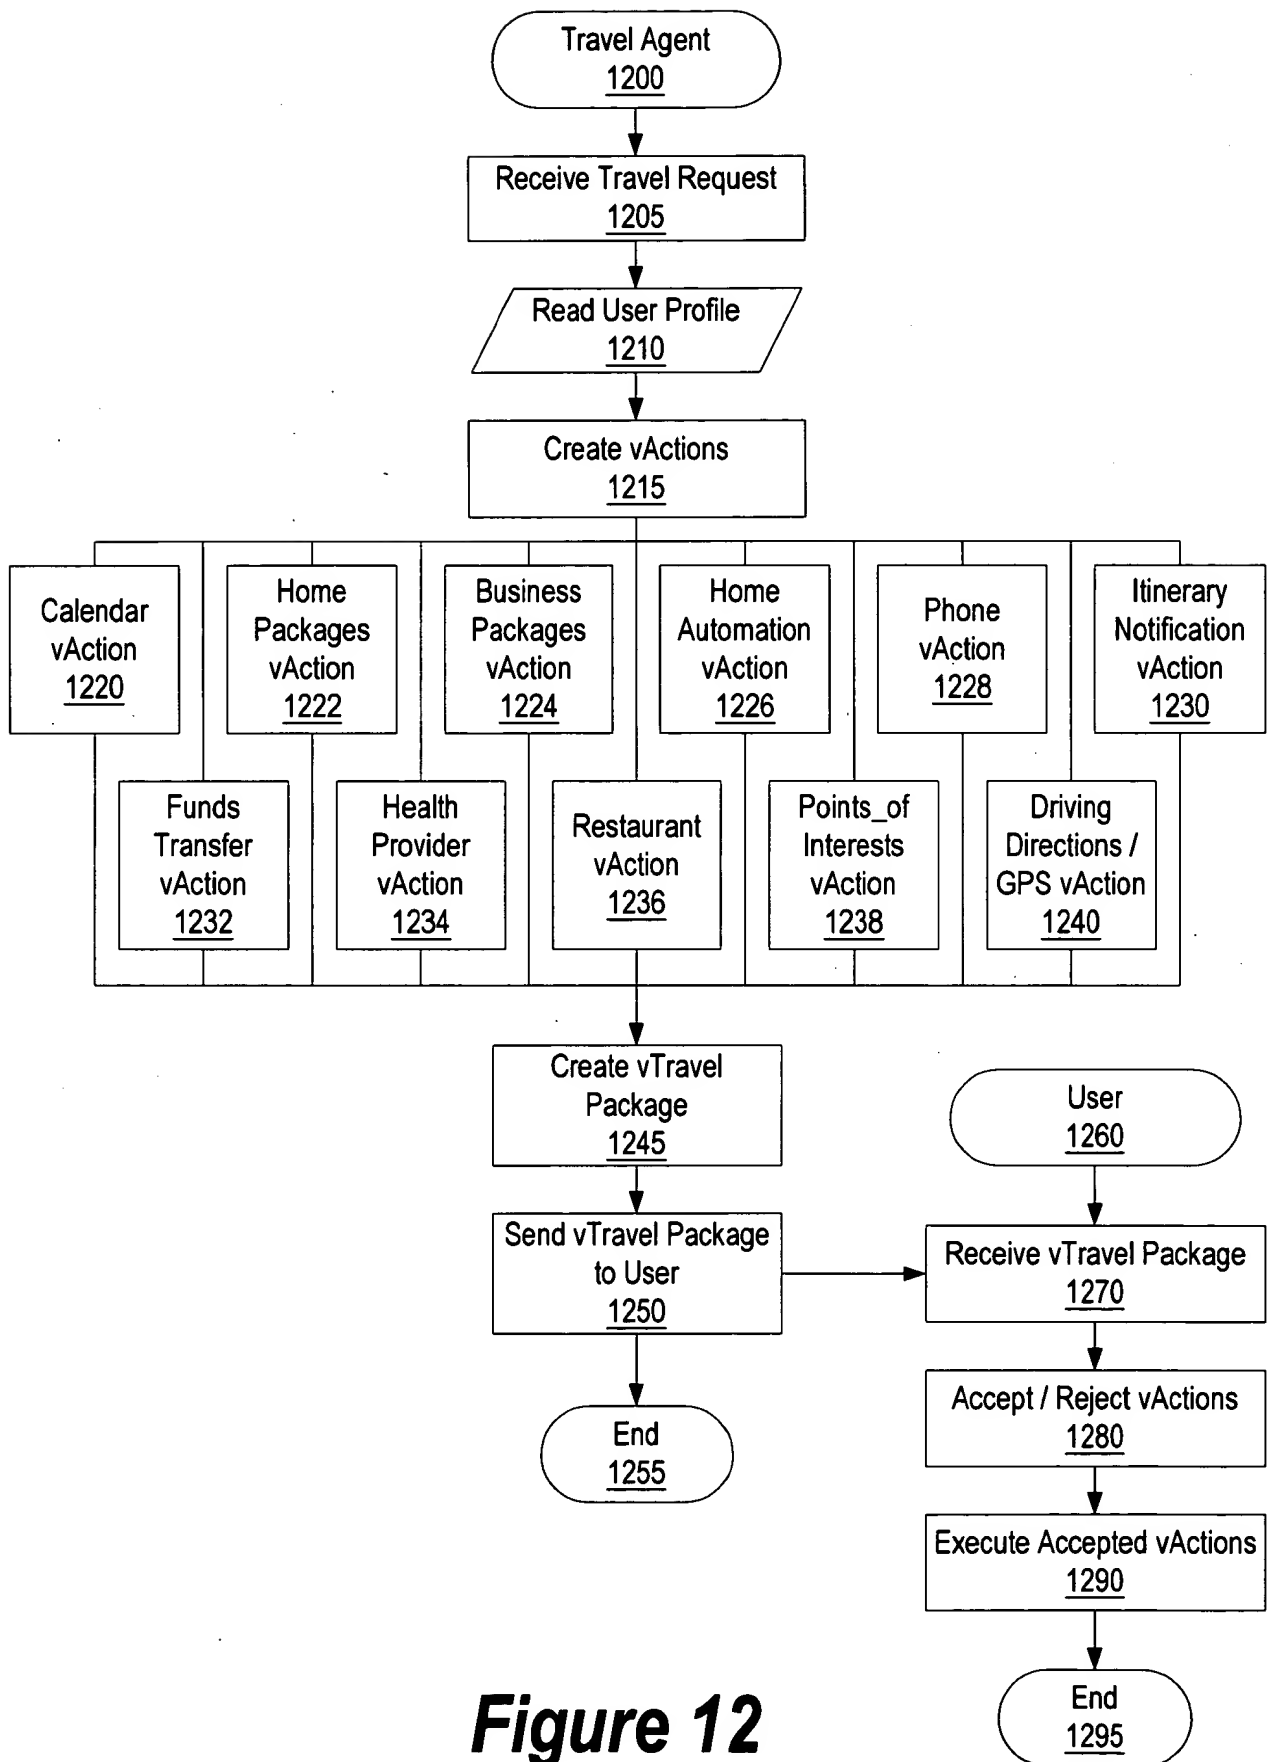 Travel Agent
1200
Receive Travel Request
1205
Read User Profile
1210
Create vActions
1215
Calendar
vAction
1220
Home
Packages
vAction
1222
Business
Packages
vAction
1224
Home
Automation
vAction
1226
Phone
vAction
1228
Itinerary
Notification
vAction
1230
Funds
Transfer
vAction
1232
Health
Provider
vAction
1234
Restaurant
vAction
1236
Points_of
Interests
vAction
1238
Driving
Directions /
GPS vAction
1240
Create vTravel
Package
1245
Send vTravel Package
to User
1250
End
1255
User
1260
Receive vTravel Package
1270
Accept / Reject vActions
1280
Execute Accepted vActions
1290
End
1295
Figure 12